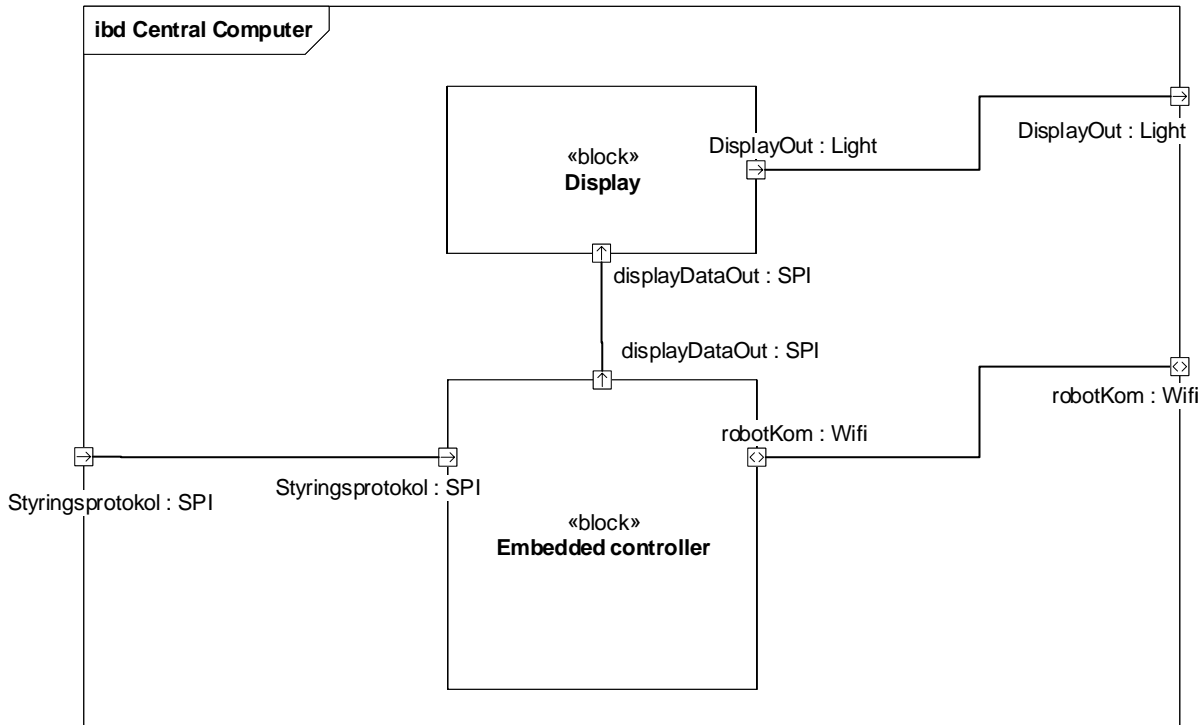 ibd Central Computer
DisplayOut : Light
DisplayOut : Light
«block»
Display
displayDataOut : SPI
displayDataOut : SPI
robotKom : Wifi
robotKom : Wifi
Styringsprotokol : SPI
Styringsprotokol : SPI
«block»
Embedded controller